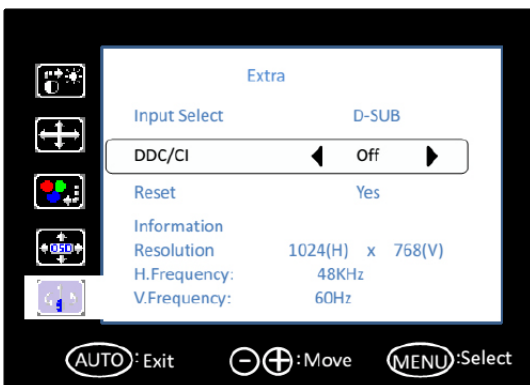 Extra
Input Select D-SUB
DDC/CI Off
Reset Yes
Information
Resolution 1024(H) x 768(V)
H.Frequency: 48KHz
V.Frequency: 60Hz
OSD
AUTO : Exit : Move MENU :Select